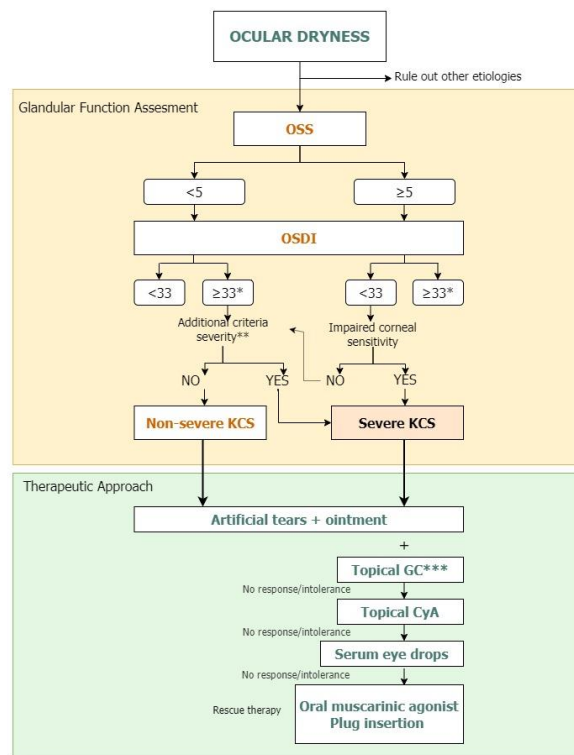 OCULAR DRYNESS
Rule out other etiologies
Glandular Function Assesment
OSS
<5
≥5
OSDI
<33
≥33*
<33
≥33*
Additional criteria
severity**
Impaired corneal
sensitivity
NO
YES
NO
YES
Non-severe KCS
Severe KCS
Therapeutic Approach
Artificial tears + ointment
+
Topical GC***
No response/intolerance
Topical CyA
No response/intolerance
Serum eye drops
No response/intolerance
Rescue therapy
Oral muscarinic agonist
Plug insertion